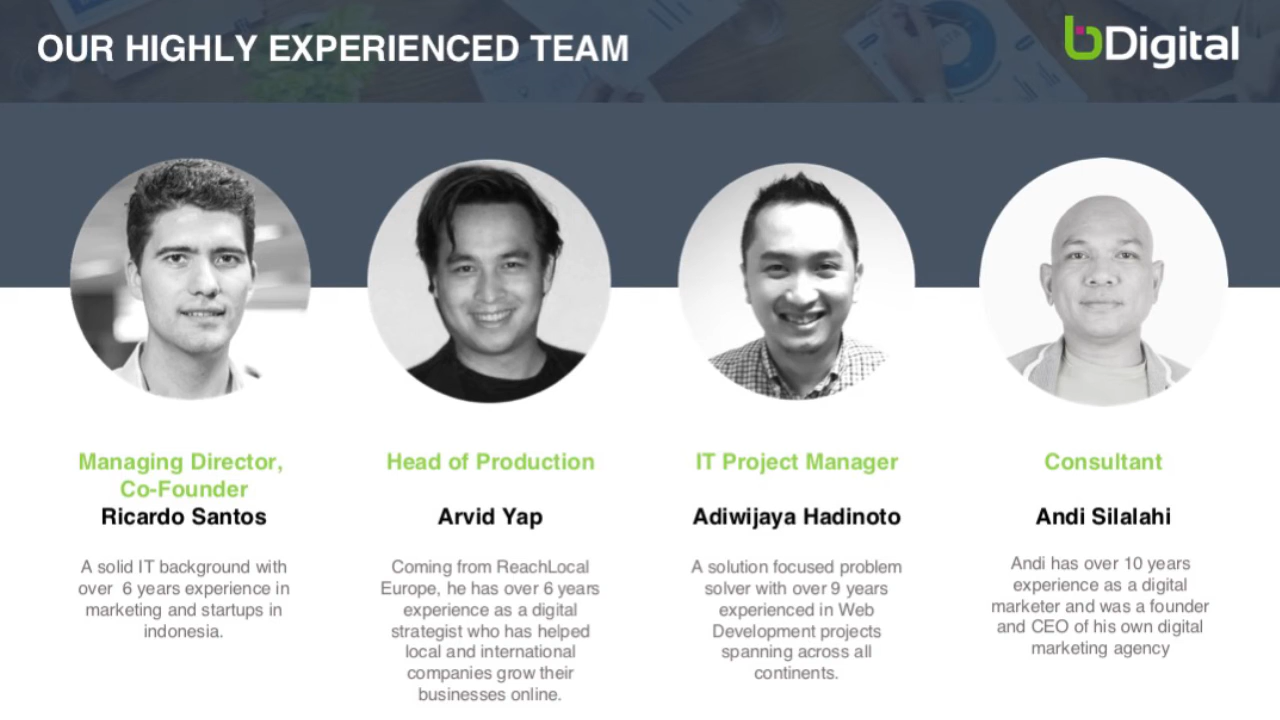 OUR HIGHLY EXPERIENCED TEAM
bDigital
Managing Director,
Co-Founder
Ricardo Santos
A solid IT background with
over 6 years experience in
marketing and startups in
indonesia.
Head of Production
Arvid Yap
Coming from ReachLocal
Europe, he has over 6 years
experience as a digital
strategist who has helped
local and international
companies grow their
businesses online.
IT Project Manager
Adiwijaya Hadinoto
A solution focused problem
solver with over 9 years
experienced in Web
Development projects
spanning across all
continents.
Consultant
Andi Silalahi
Andi has over 10 years
experience as a digital
marketer and was a founder
and CEO of his own digital
marketing agency